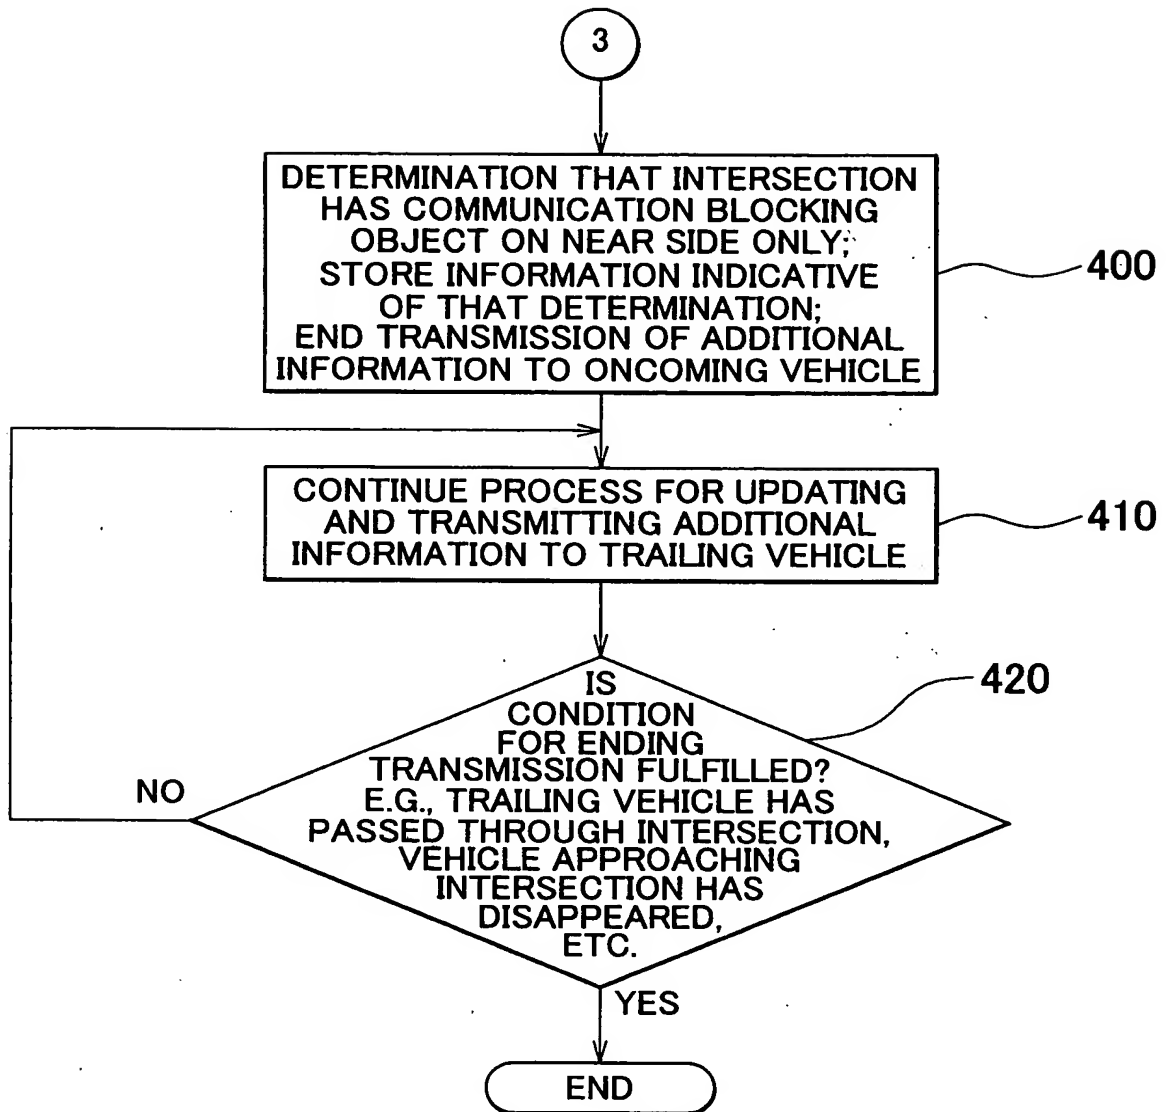 3
DETERMINATION THAT INTERSECTION
HAS COMMUNICATION BLOCKING
OBJECT ON NEAR SIDE ONLY;
STORE INFORMATION INDICATIVE
OF THAT DETERMINATION;
END TRANSMISSION OF ADDITIONAL
INFORMATION TO ONCOMING VEHICLE
400
CONTINUE PROCESS FOR UPDATING
AND TRANSMITTING ADDITIONAL
INFORMATION TO TRAILING VEHICLE
410
IS
CONDITION
FOR ENDING
TRANSMISSION FULFILLED?
E.G., TRAILING VEHICLE HAS
PASSED THROUGH INTERSECTION,
VEHICLE APPROACHING
INTERSECTION HAS
DISAPPEARED,
ETC.
420
NO
YES
END